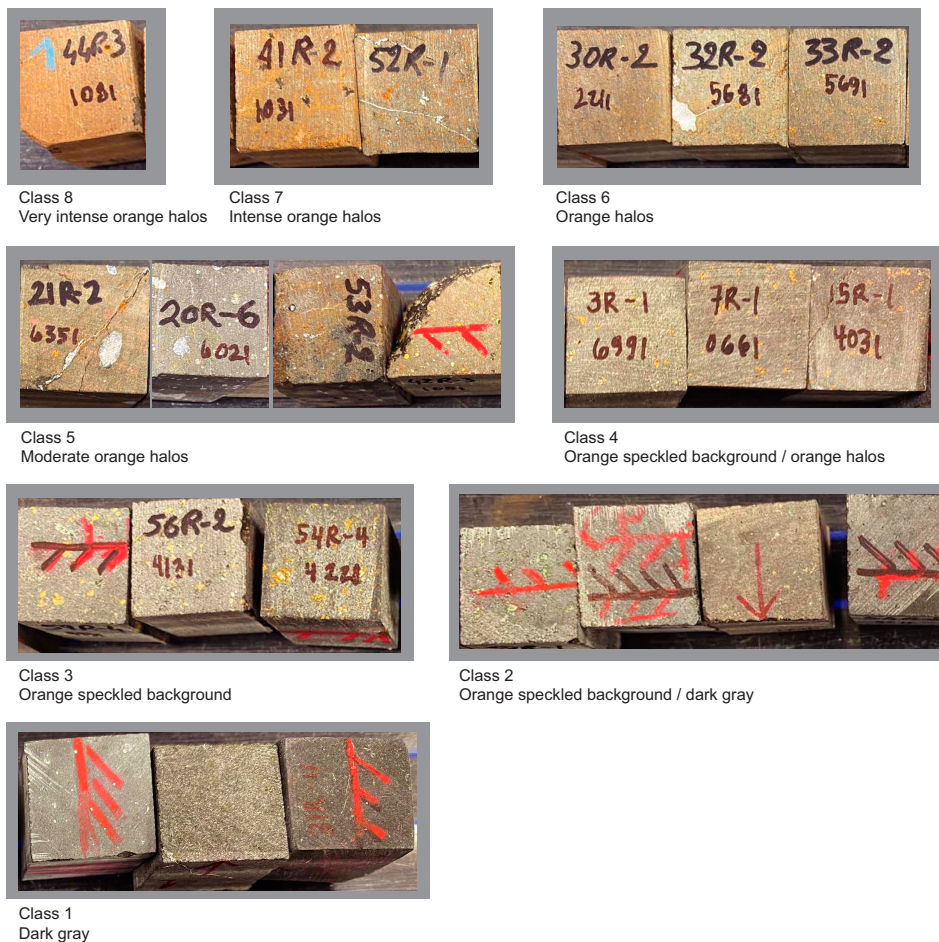 44R-3
1081
Class 8
Very intense orange halos
41R-2
1031
52R-1
Class 7
Intense orange halos
30R-2
2211
32R-2
5681
33R-2
5691
Class 6
Orange halos
21R-2
6351
20R-6
6021
53R-2
Class 5
Moderate orange halos
3R-1
6991
7R-1
0661
15R-1
4031
Class 4
Orange speckled background / orange halos
56R-2
4131
54R-4
4221
Class 3
Orange speckled background
Class 2
Orange speckled background / dark gray
Class 1
Dark gray